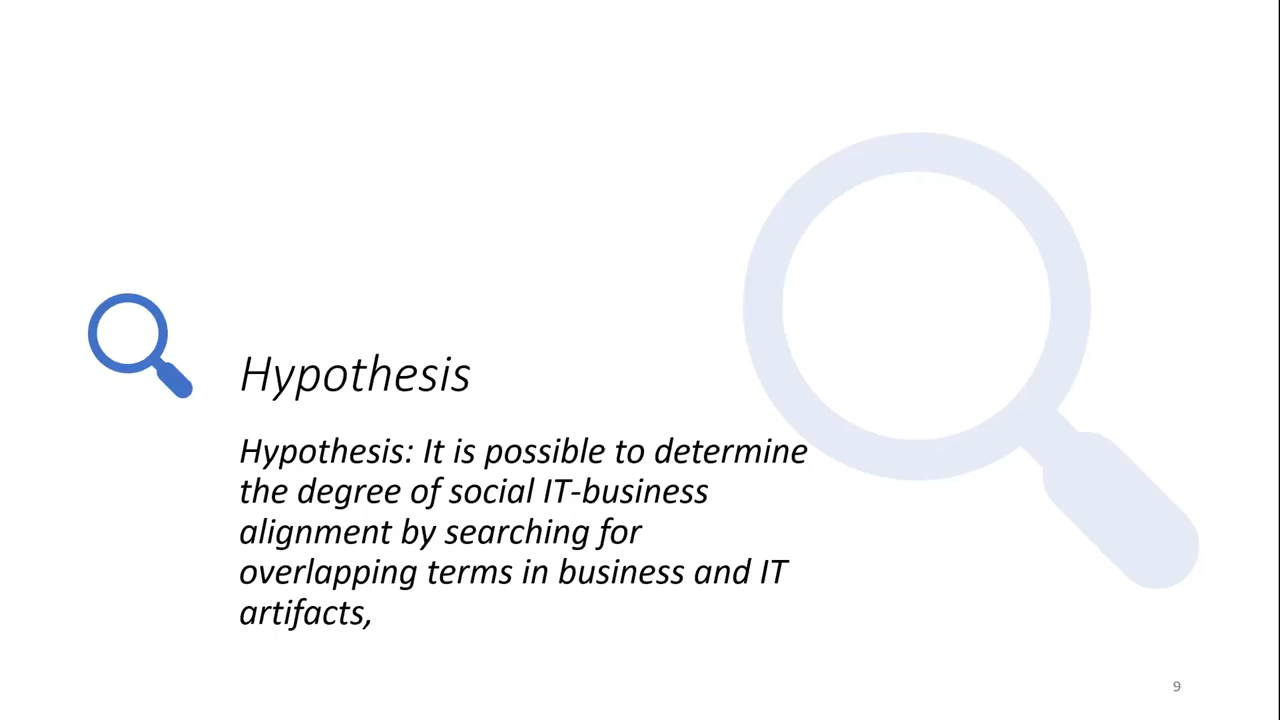 Hypothesis
Hypothesis: It is possible to determine
the degree of social IT-business
alignment by searching for
overlapping terms in business and IT
artifacts,
9